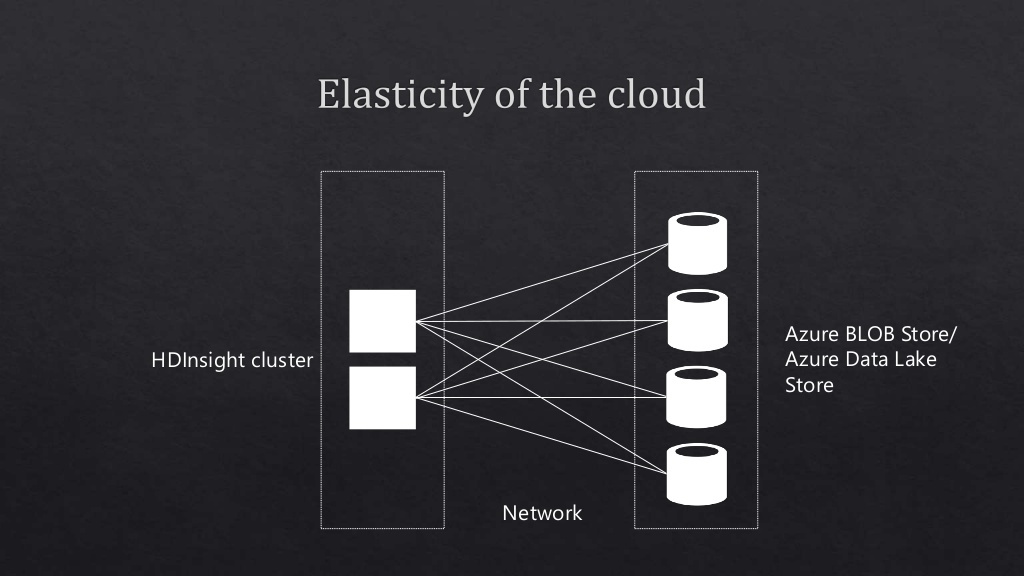 Elasticity of the cloud
HDInsight cluster
Azure BLOB Store/
Azure Data Lake
Store
Network